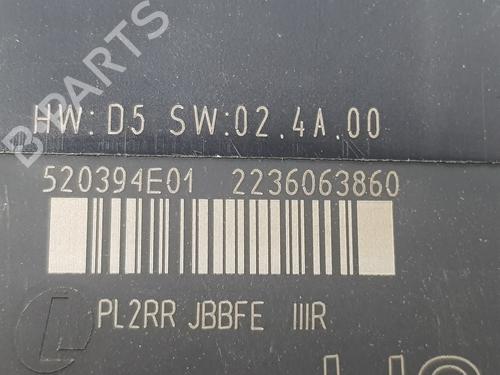 B PARTS
HW: D5 SW:02.4A.00
520394E01 2236063860
PL2RR JBBFE IIIR